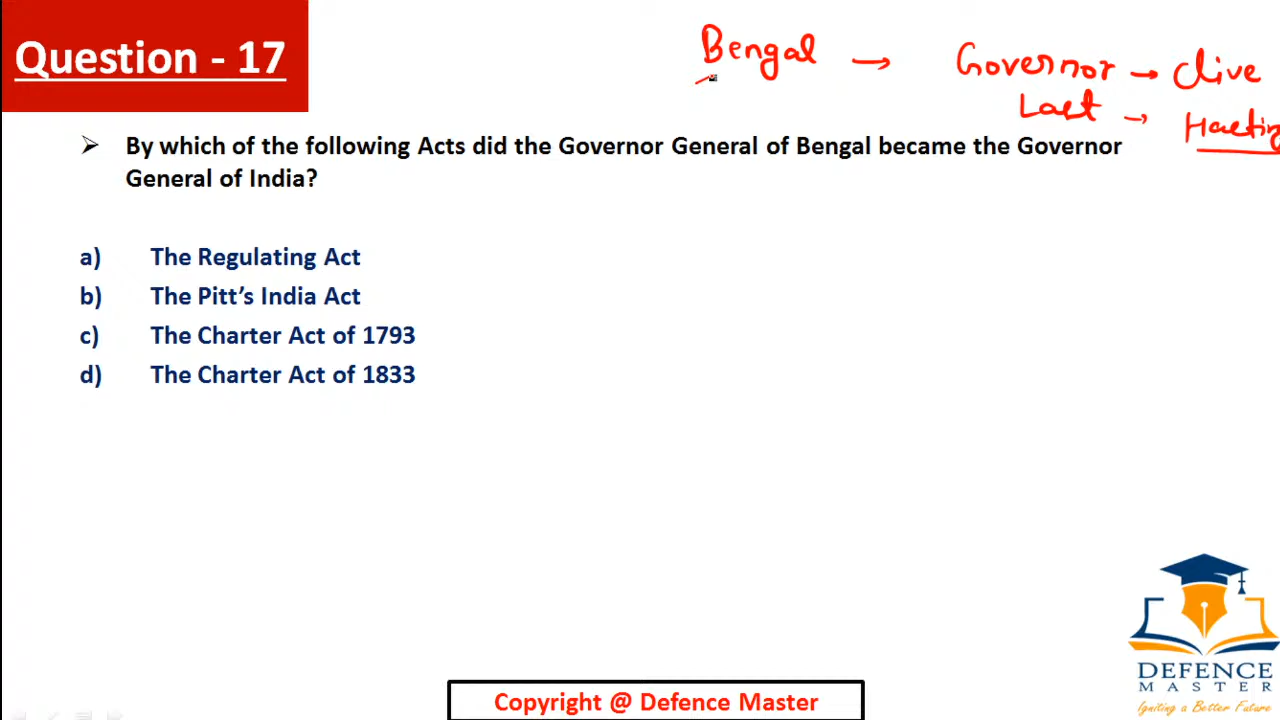 Question - 17
Bengal → Governor → Clive
Last → Hasting
By which of the following Acts did the Governor General of Bengal became the Governor
General of India?
a) The Regulating Act
b) The Pitt’s India Act
c) The Charter Act of 1793
d) The Charter Act of 1833
DEFENCE
MASTER
Igniting a Better Future
Copyright @ Defence Master